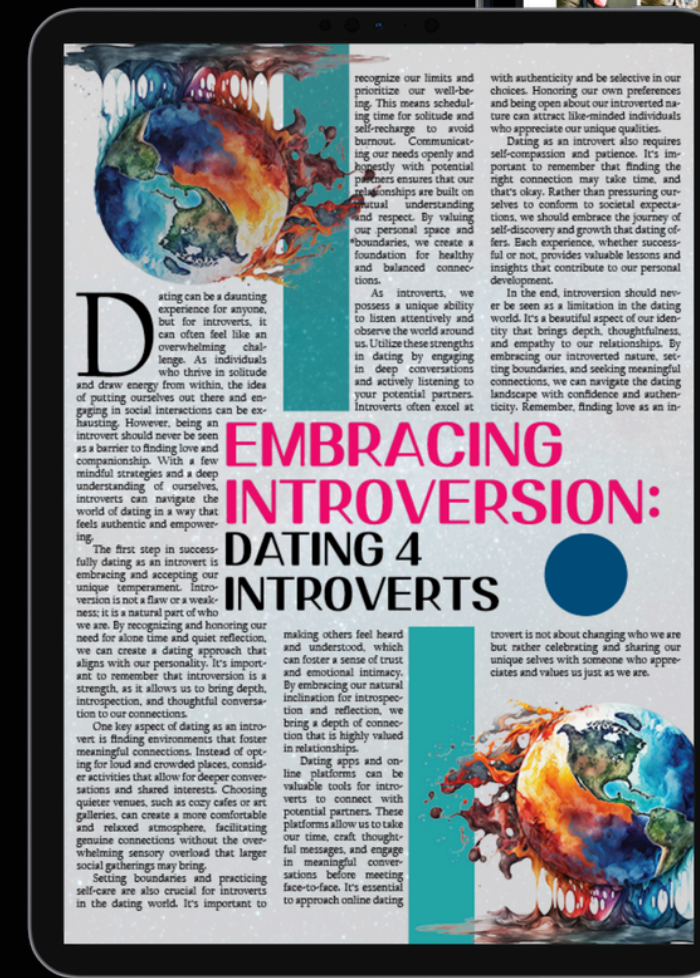 Dating can be a daunting
experience for anyone,
but for introverts, it
can often feel like an
overwhelming chal-
lenge. As individuals
who thrive in solitude
and draw energy from within, the idea
of putting ourselves out there and en-
gaging in social interactions can be ex-
hausting. However, being an
introvert should never be seen
as a barrier to finding love and
companionship. With a few
mindful strategies and a deep
understanding of ourselves,
introverts can navigate the
world of dating in a way that
feels authentic and empower-
ing.
The first step in success-
fully dating as an introvert is
embracing and accepting our
unique temperament. Intro-
version is not a flaw or a weak-
ness; it is a natural part of who
we are. By recognizing and honoring our
need for alone time and quiet reflection,
we can create a dating approach that
aligns with our personality. It's import-
ant to remember that introversion is a
strength, as it allows us to bring depth,
introspection, and thoughtful conversa-
tion to our connections.
One key aspect of dating as an intro-
vert is finding environments that foster
meaningful connections. Instead of opt-
ing for loud and crowded places, consid-
er activities that allow for deeper conver-
sations and shared interests. Choosing
quieter venues, such as cozy cafes or art
galleries, can create a more comfortable
and relaxed atmosphere, facilitating
genuine connections without the over-
whelming sensory overload that larger
social gatherings may bring.
Setting boundaries and practicing
self-care are also crucial for introverts
in the dating world. It's important to
recognize our limits and
prioritize our well-be-
ing. This means schedul-
ing time for solitude and
self-recharge to avoid
burnout. Communicat-
ing our needs openly and
honestly with potential
partners ensures that our
relationships are built on
mutual understanding
and respect. By valuing
our personal space and
boundaries, we create a
foundation for healthy
and balanced connec-
tions.
As introverts, we
possess a unique ability
to listen attentively and
observe the world around
us. Utilize these strengths
in dating by engaging
in deep conversations
and actively listening to
your potential partners.
Introverts often excel at
EMBRACING
INTROVERSION:
DATING 4
INTROVERTS
making others feel heard
and understood, which
can foster a sense of trust
and emotional intimacy.
By embracing our natural
inclination for introspec-
tion and reflection, we
bring a depth of connec-
tion that is highly valued
in relationships.
Dating apps and on-
line platforms can be
valuable tools for intro-
verts to connect with
potential partners. These
platforms allow us to take
our time, craft thought-
ful messages, and engage
in meaningful conver-
sations before meeting
face-to-face. It's essential
to approach online dating
with authenticity and be selective in our
choices. Honoring our own preferences
and being open about our introverted na-
ture can attract like-minded individuals
who appreciate our unique qualities.
Dating as an introvert also requires
self-compassion and patience. It's im-
portant to remember that finding the
right connection may take time, and
that's okay. Rather than pressuring our-
selves to conform to societal expecta-
tions, we should embrace the journey of
self-discovery and growth that dating of-
fers. Each experience, whether success-
ful or not, provides valuable lessons and
insights that contribute to our personal
development.
In the end, introversion should nev-
er be seen as a limitation in the dating
world. It's a beautiful aspect of our iden-
tity that brings depth, thoughtfulness,
and empathy to our relationships. By
embracing our introverted nature, set-
ting boundaries, and seeking meaningful
connections, we can navigate the dating
landscape with confidence and authen-
ticity. Remember, finding love as an in-
trovert is not about changing who we are
but rather celebrating and sharing our
unique selves with someone who appre-
ciates and values us just as we are.